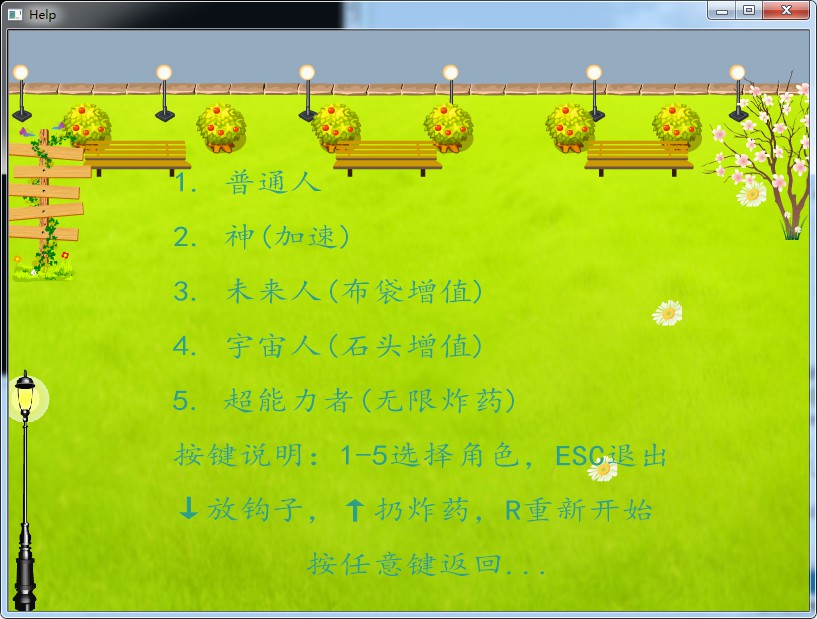 Help
1. 普通人
2. 神(加速)
3. 未来人(布袋增值)
4. 宇宙人(石头增值)
5. 超能力者(无限炸药)
按键说明：1-5选择角色，ESC退出
↓放钩子，↑扔炸药，R重新开始
按任意键返回...